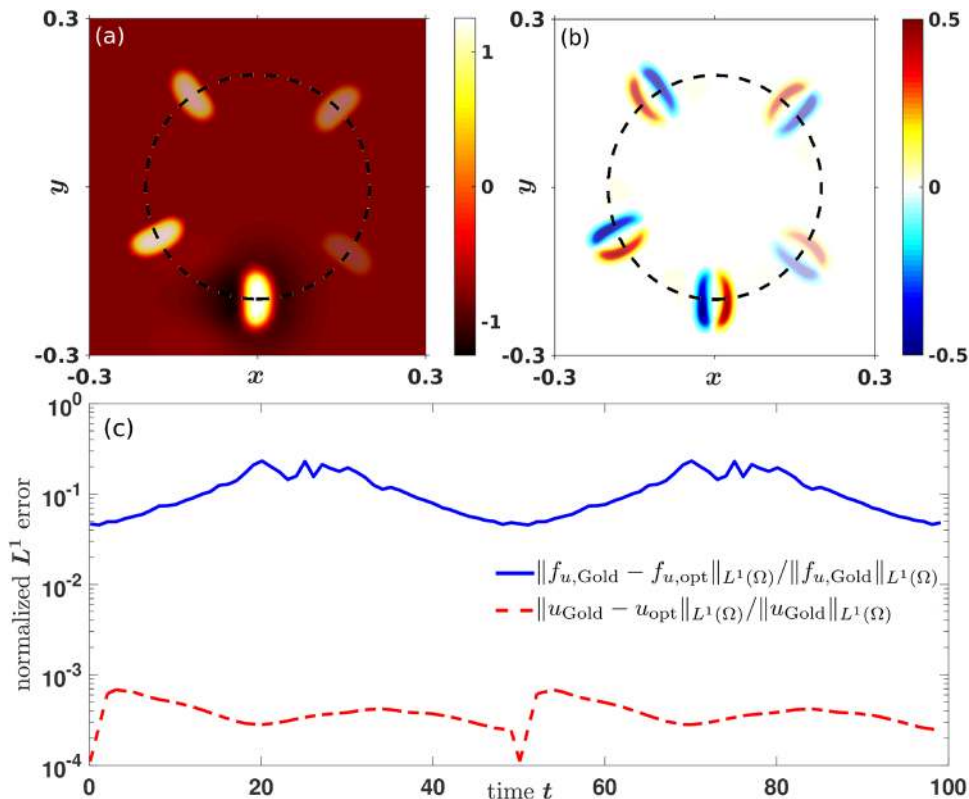 0.3
(a)
y
-0.3
-0.3
x
0.3
1
0
-1
0.3
(b)
y
-0.3
-0.3
x
0.3
0.5
0
-0.5
(c)
normalized L¹ error
10⁰
10⁻¹
10⁻²
10⁻³
10⁻⁴
‖f_{u,Gold} − f_{u,opt}‖_{L¹(Ω)}/‖f_{u,Gold}‖_{L¹(Ω)}
‖u_{Gold} − u_{opt}‖_{L¹(Ω)}/‖u_{Gold}‖_{L¹(Ω)}
0 20 40 60 80 100
time t